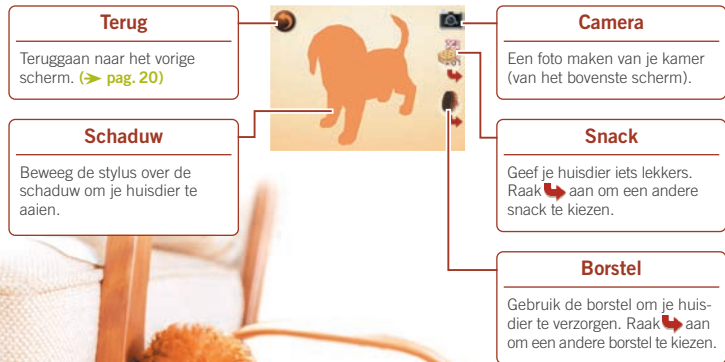 Terug
Teruggaan naar het vorige
scherm. (➔ pag. 20)
Schaduw
Beweeg de stylus over de
schaduw om je huisdier te
aaien.
Camera
Een foto maken van je kamer
(van het bovenste scherm).
Snack
Geef je huisdier iets lekkers.
Raak aan om een andere
snack te kiezen.
Borstel
Gebruik de borstel om je huis-
dier te verzorgen. Raak aan
om een andere borstel te kiezen.